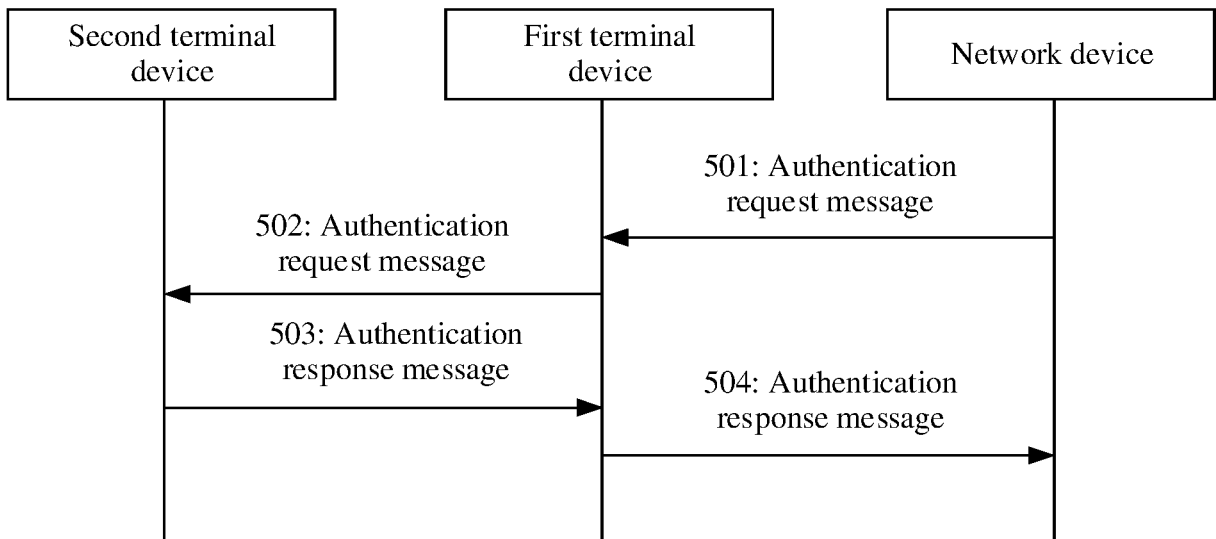 Second terminal
device
First terminal
device
Network device
501: Authentication
request message
502: Authentication
request message
503: Authentication
response message
504: Authentication
response message